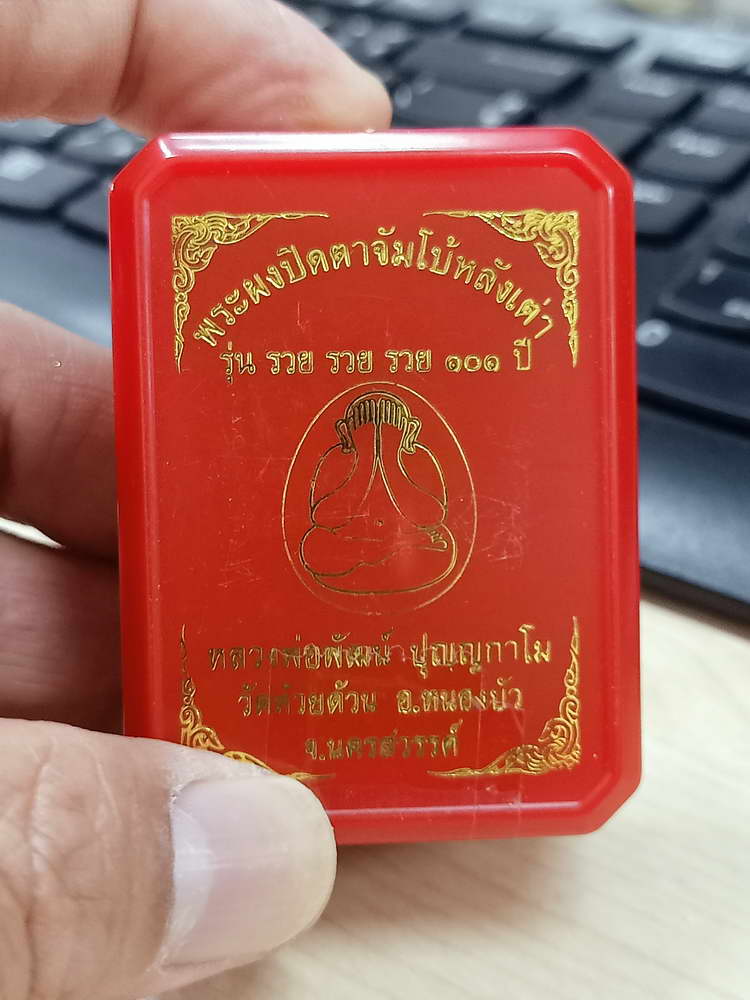 พระผงปิดตาจัมโบ้หลังเต่า
รุ่น รวย รวย รวย ๑๐๑ ปี
หลวงพ่อพัฒน์ ปุญฺญกาโม
วัดห้วยด้วน อ.หนองบัว
จ.นครสวรรค์